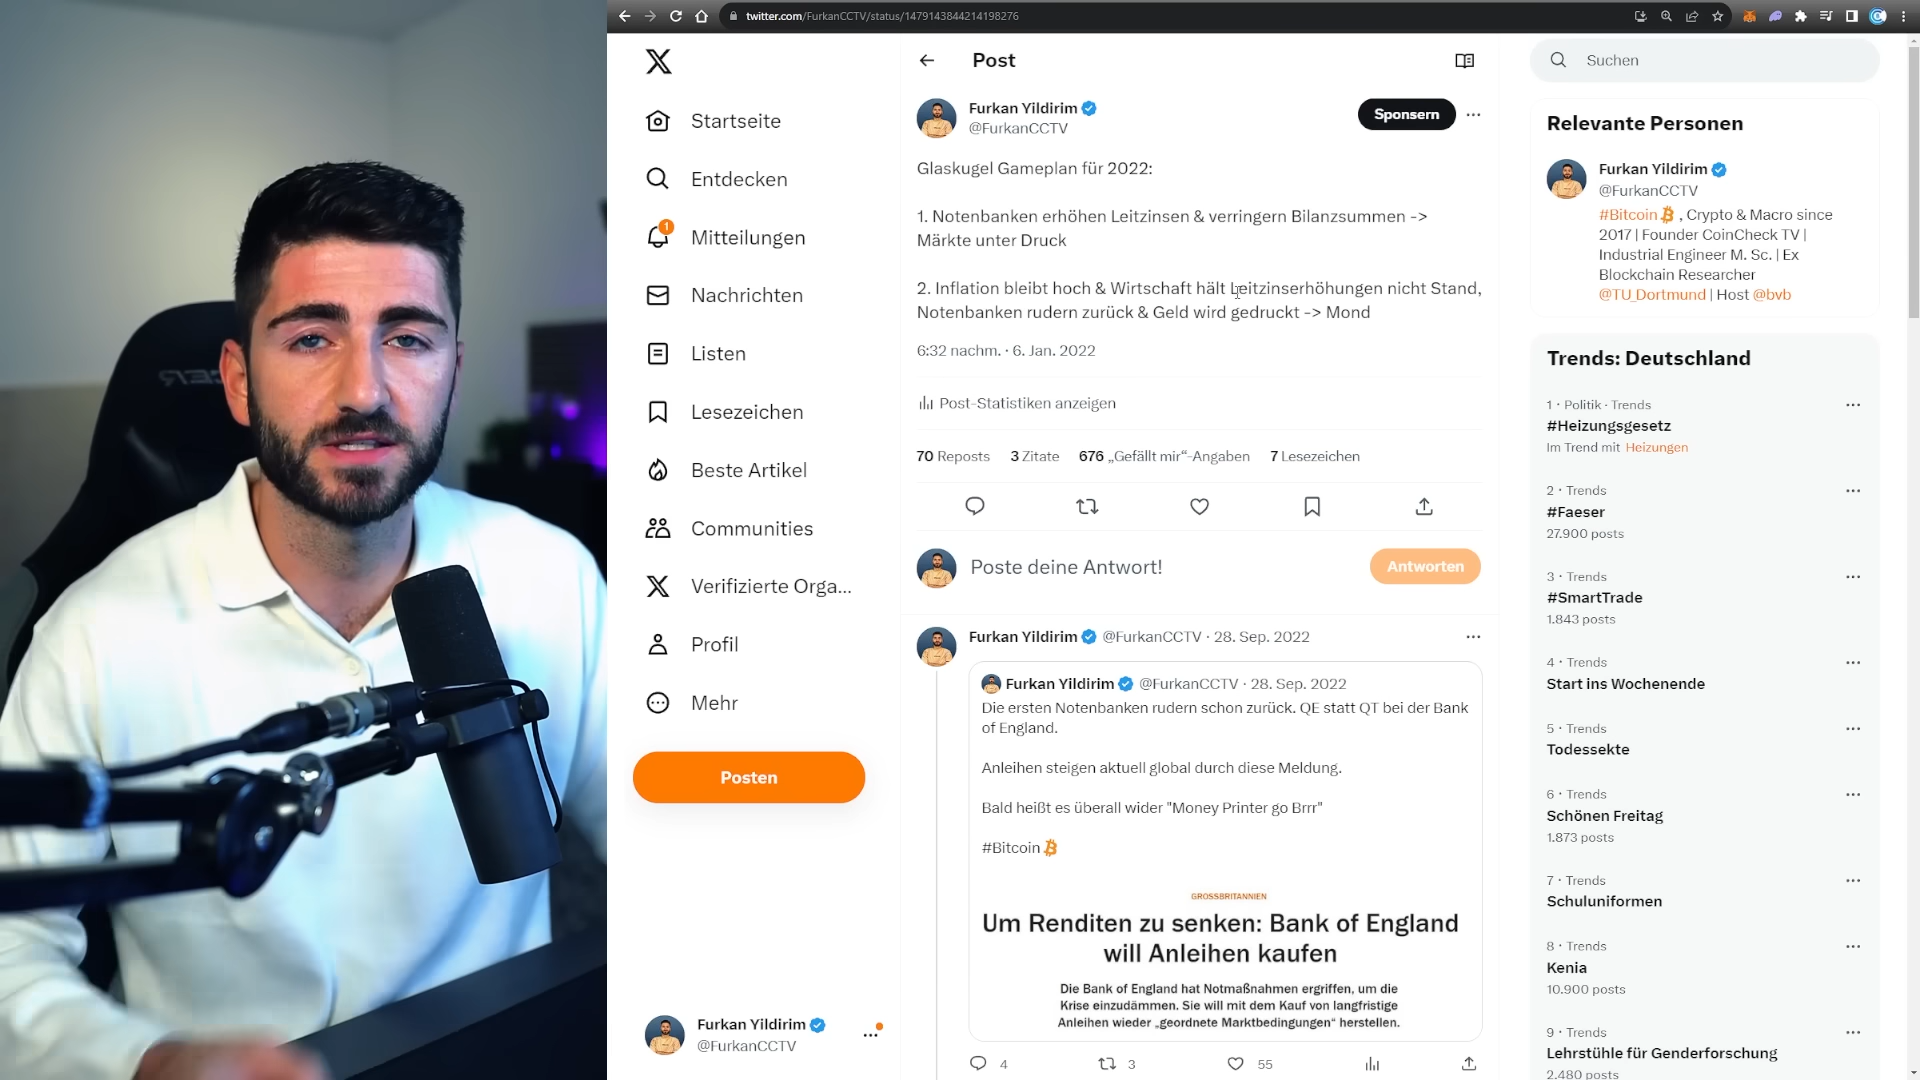 twitter.com/FurkanCCTV/status/1479143844214198276
Startseite
Entdecken
1
Mitteilungen
Nachrichten
Listen
Lesezeichen
Beste Artikel
Communities
Verifizierte Orga...
Profil
Mehr
Posten
Furkan Yildirim
@FurkanCCTV
Post
Furkan Yildirim
@FurkanCCTV
Sponsern
Glaskugel Gameplan für 2022:
1. Notenbanken erhöhen Leitzinsen & verringern Bilanzsummen ->
Märkte unter Druck
2. Inflation bleibt hoch & Wirtschaft hält Leitzinserhöhungen nicht Stand,
Notenbanken rudern zurück & Geld wird gedruckt -> Mond
6:32 nachm. · 6. Jan. 2022
Post-Statistiken anzeigen
70 Reposts 3 Zitate 676 „Gefällt mir“-Angaben 7 Lesezeichen
Poste deine Antwort!
Antworten
Furkan Yildirim @FurkanCCTV · 28. Sep. 2022
Furkan Yildirim @FurkanCCTV · 28. Sep. 2022
Die ersten Notenbanken rudern schon zurück. QE statt QT bei der Bank
of England.
Anleihen steigen aktuell global durch diese Meldung.
Bald heißt es überall wider "Money Printer go Brrr"
#Bitcoin
GROSSBRITANNIEN
Um Renditen zu senken: Bank of England
will Anleihen kaufen
Die Bank of England hat Notmaßnahmen ergriffen, um die
Krise einzudämmen. Sie will mit dem Kauf von langfristige
Anleihen wieder „geordnete Marktbedingungen“ herstellen.
4 3 55
Suchen
Relevante Personen
Furkan Yildirim
@FurkanCCTV
#Bitcoin , Crypto & Macro since
2017 | Founder CoinCheck TV |
Industrial Engineer M. Sc. | Ex
Blockchain Researcher
@TU_Dortmund | Host @bvb
Trends: Deutschland
1 · Politik · Trends
#Heizungsgesetz
Im Trend mit Heizungen
2 · Trends
#Faeser
27.900 posts
3 · Trends
#SmartTrade
1.843 posts
4 · Trends
Start ins Wochenende
5 · Trends
Todessekte
6 · Trends
Schönen Freitag
1.873 posts
7 · Trends
Schuluniformen
8 · Trends
Kenia
10.900 posts
9 · Trends
Lehrstühle für Genderforschung
2.480 posts